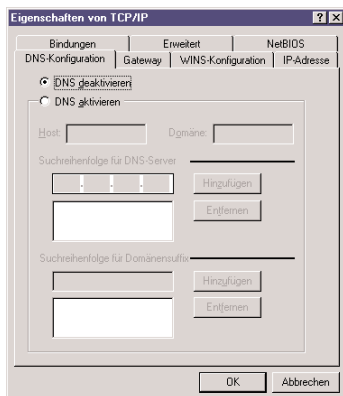 Eigenschaften von TCP/IP
Bindungen Erweitert NetBIOS
DNS-Konfiguration Gateway WINS-Konfiguration IP-Adresse
DNS deaktivieren
DNS aktivieren
Host: Domäne:
Suchreihenfolge für DNS-Server
Hinzufügen
Entfernen
Suchreihenfolge für Domänensuffix
Hinzufügen
Entfernen
OK Abbrechen